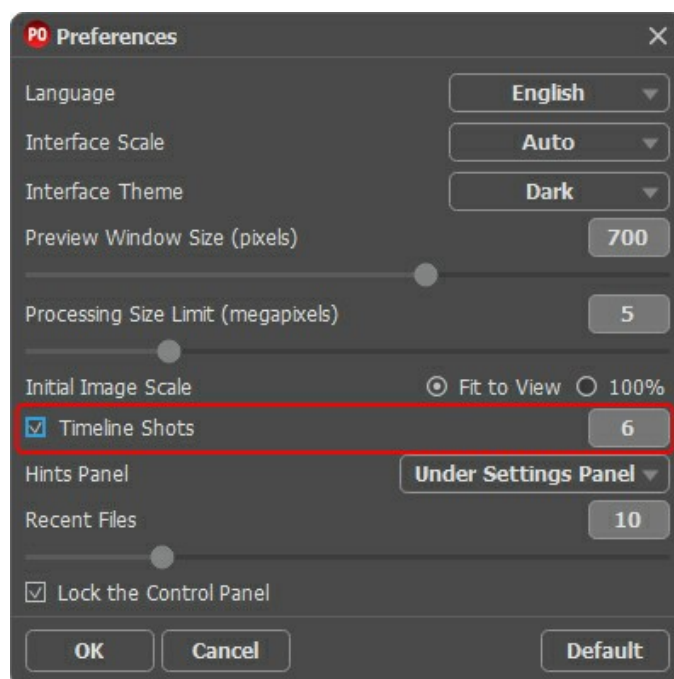 PO Preferences
Language English
Interface Scale Auto
Interface Theme Dark
Preview Window Size (pixels) 700
Processing Size Limit (megapixels) 5
Initial Image Scale Fit to View 100%
Timeline Shots 6
Hints Panel Under Settings Panel
Recent Files 10
Lock the Control Panel
OK Cancel Default